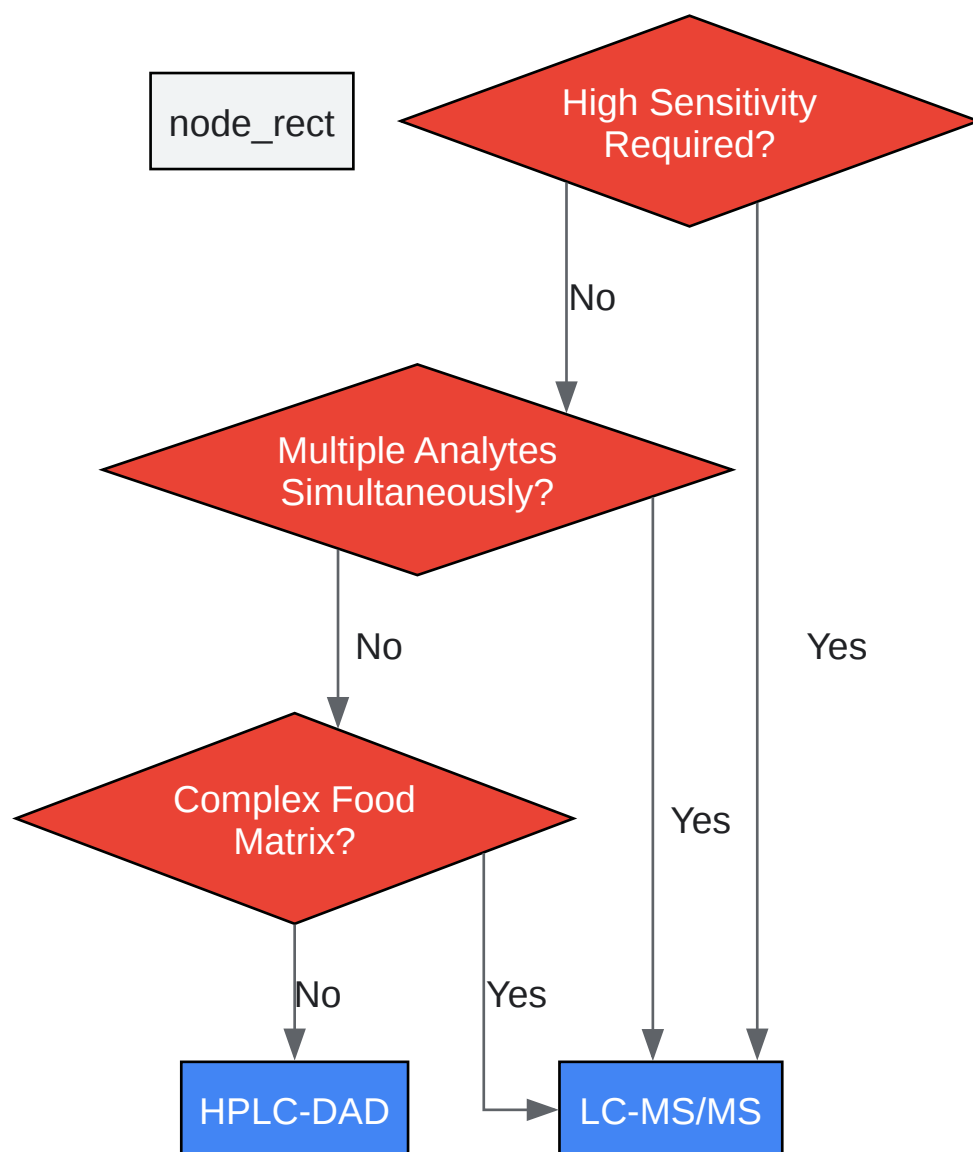 node_rect
High Sensitivity
Required?
No
Multiple Analytes
Simultaneously?
No
Yes
Complex Food
Matrix?
Yes
No
Yes
HPLC-DAD
LC-MS/MS